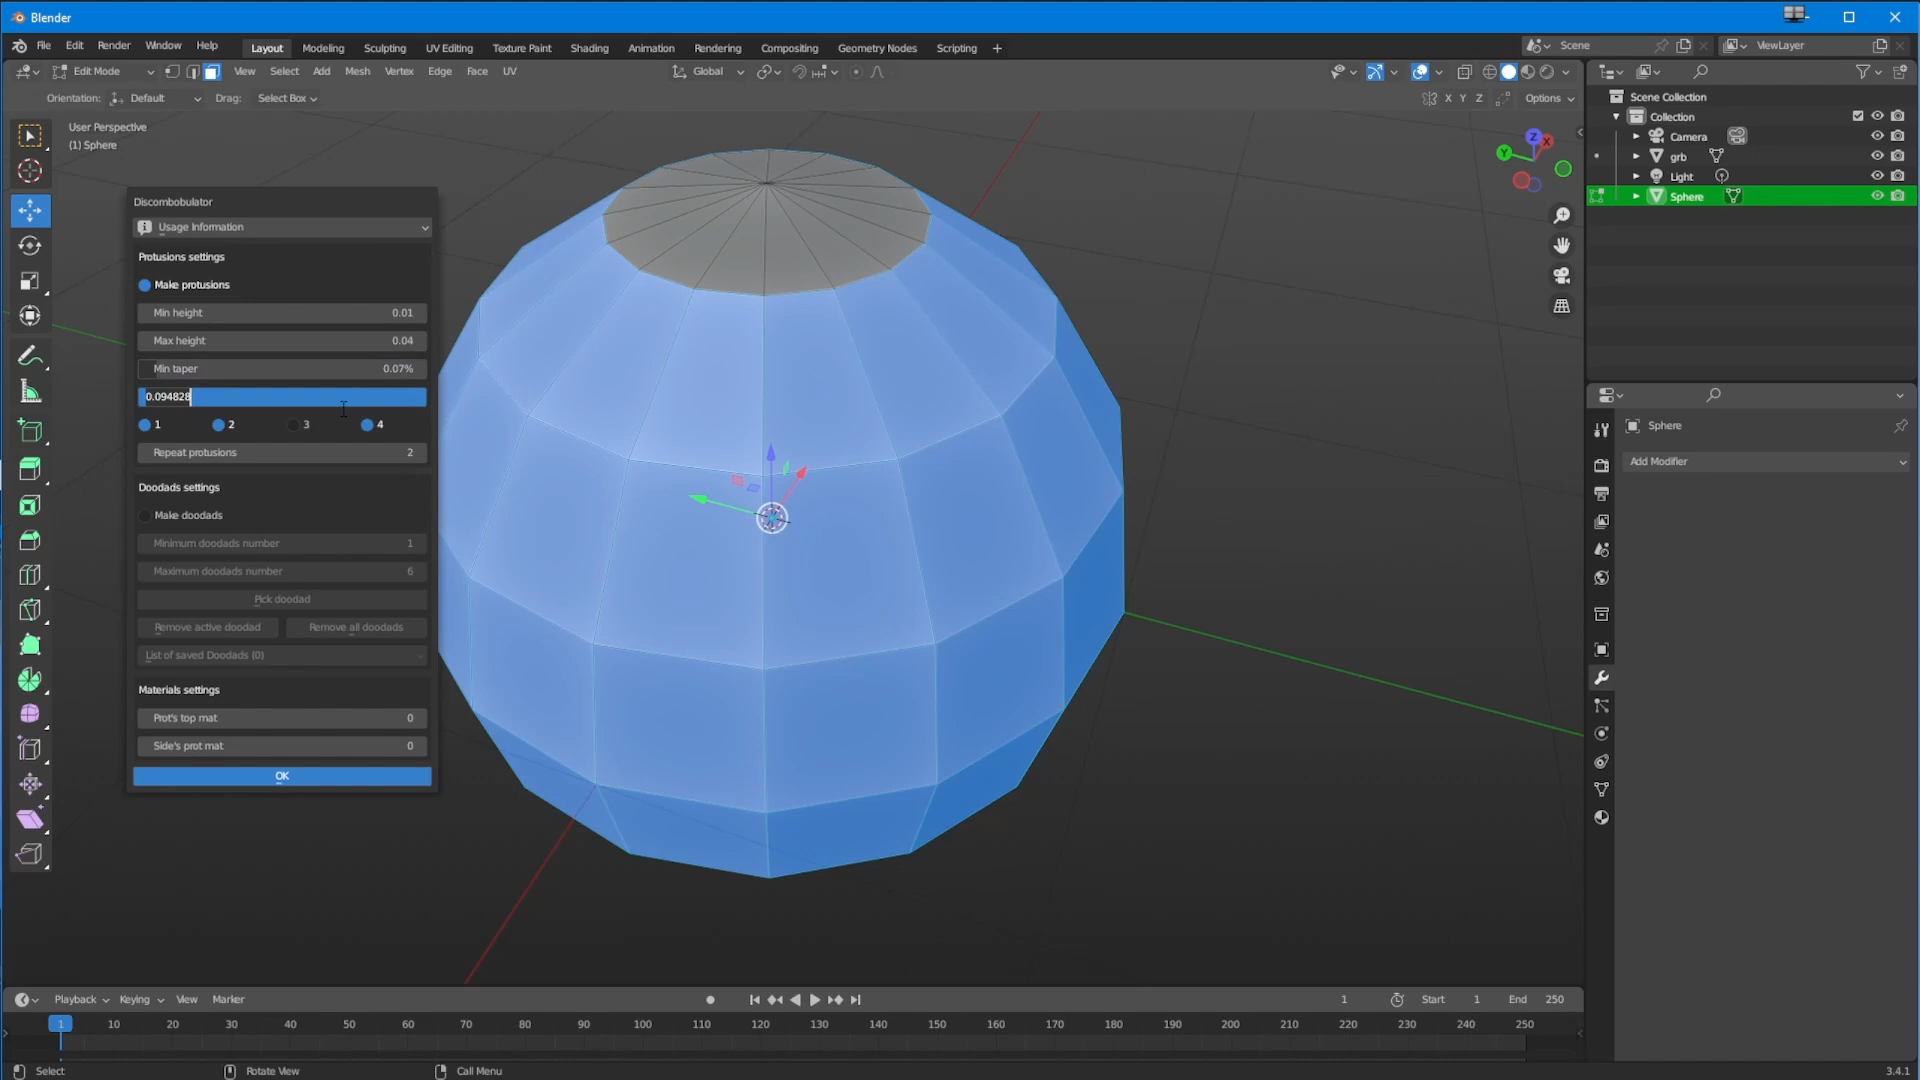 Blender
File Edit Render Window Help Layout Modeling Sculpting UV Editing Texture Paint Shading Animation Rendering Compositing Geometry Nodes Scripting + Scene ViewLayer
Edit Mode View Select Add Mesh Vertex Edge Face UV Global
Orientation: Default Drag: Select Box X Y Z Options
User Perspective
(1) Sphere
Z
X
Y
Discombobulator
Usage Information
Protusions settings
Make protusions
Min height 0.01
Max height 0.04
Min taper 0.07%
0.094828
1 2 3 4
Repeat protusions 2
Doodads settings
Make doodads
Minimum doodads number 1
Maximum doodads number 6
Pick doodad
Remove active doodad Remove all doodads
List of saved Doodads (0)
Materials settings
Prot's top mat 0
Side's prot mat 0
OK
Scene Collection
Collection
Camera
grb
Light
Sphere
Sphere
Add Modifier
Playback Keying View Marker 1 Start 1 End 250
1 10 20 30 40 50 60 70 80 90 100 110 120 130 140 150 160 170 180 190 200 210 220 230 240 250
Select Rotate View Call Menu 3.4.1